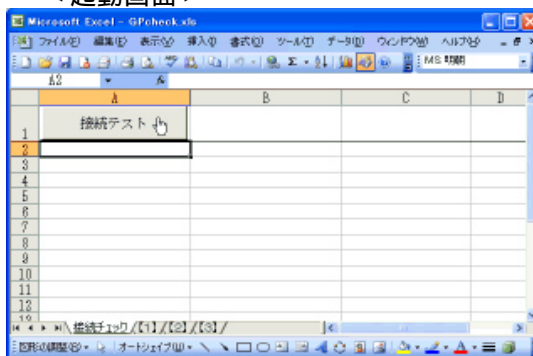 <起動画面>
Microsoft Excel - GPcheck.xls
ファイル(F) 編集(E) 表示(V) 挿入(I) 書式(O) ツール(T) データ(D) ウィンドウ(W) ヘルプ(H)
MS 明朝
A2 fx
A B C D
1 接続テスト
2
3
4
5
6
7
8
9
10
11
12
13
接続チェック/【1】/【2】/【3】/
図形の調整(R) オートシェイプ(U)